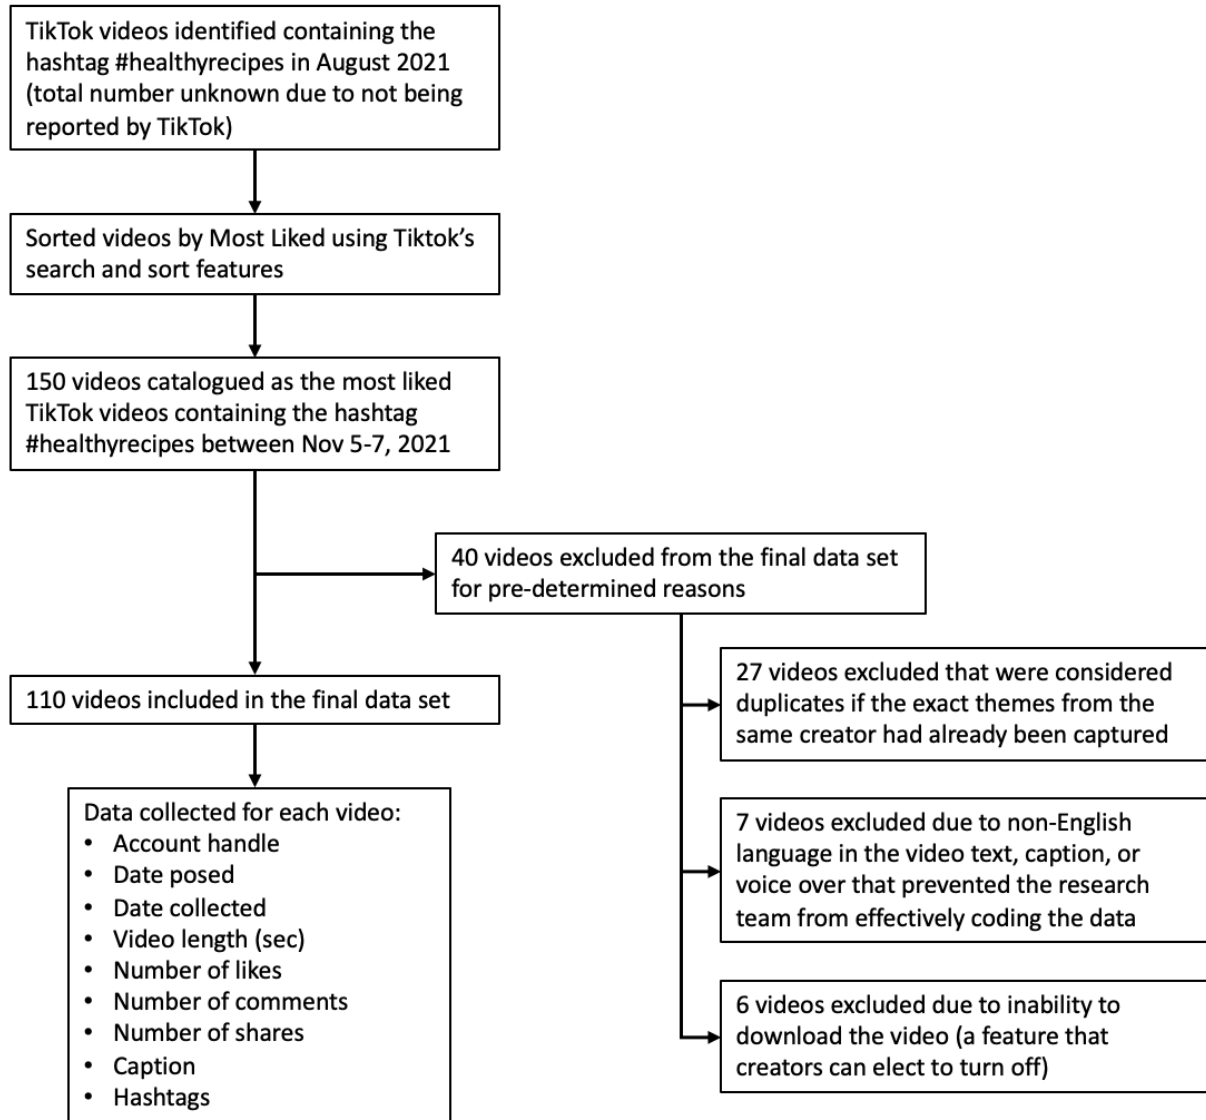 TikTok videos identified containing the
hashtag #healthyrecipes in August 2021
(total number unknown due to not being
reported by TikTok)
Sorted videos by Most Liked using Tiktok’s
search and sort features
150 videos catalogued as the most liked
TikTok videos containing the hashtag
#healthyrecipes between Nov 5-7, 2021
40 videos excluded from the final data set
for pre-determined reasons
27 videos excluded that were considered
duplicates if the exact themes from the
same creator had already been captured
7 videos excluded due to non-English
language in the video text, caption, or
voice over that prevented the research
team from effectively coding the data
6 videos excluded due to inability to
download the video (a feature that
creators can elect to turn off)
110 videos included in the final data set
Data collected for each video:
• Account handle
• Date posed
• Date collected
• Video length (sec)
• Number of likes
• Number of comments
• Number of shares
• Caption
• Hashtags